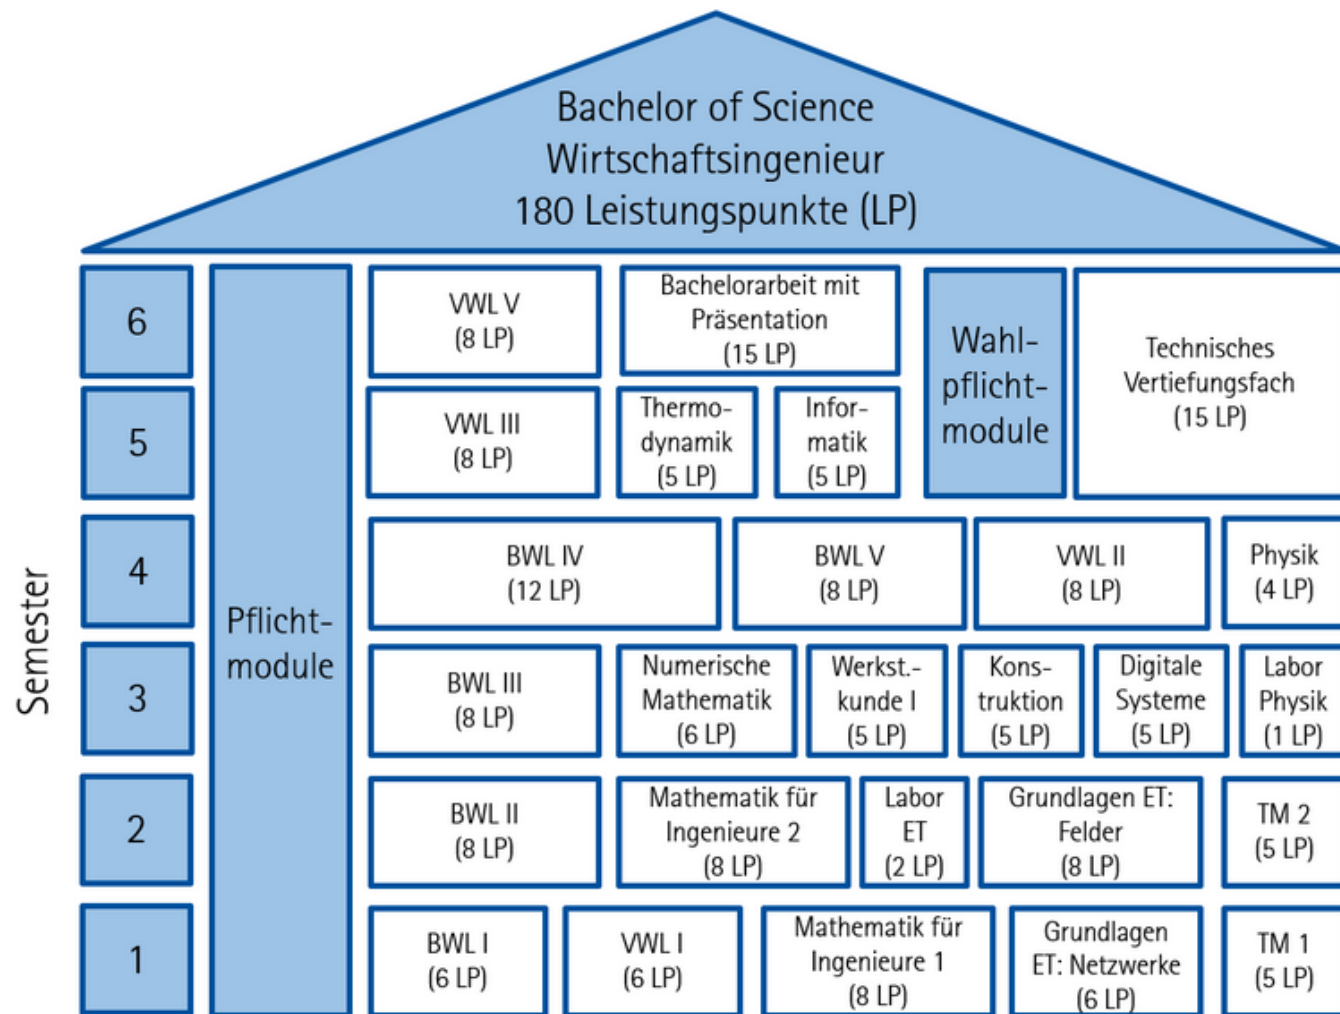 Bachelor of Science
Wirtschaftsingenieur
180 Leistungspunkte (LP)
Semester
6
VWL V
(8 LP)
Bachelorarbeit mit
Präsentation
(15 LP)
Wahl-
pflicht-
module
Technisches
Vertiefungsfach
(15 LP)
5
VWL III
(8 LP)
Thermo-
dynamik
(5 LP)
Infor-
matik
(5 LP)
Pflicht-
module
4
BWL IV
(12 LP)
BWL V
(8 LP)
VWL II
(8 LP)
Physik
(4 LP)
3
BWL III
(8 LP)
Numerische
Mathematik
(6 LP)
Werkst.-
kunde I
(5 LP)
Kons-
truktion
(5 LP)
Digitale
Systeme
(5 LP)
Labor
Physik
(1 LP)
2
BWL II
(8 LP)
Mathematik für
Ingenieure 2
(8 LP)
Labor
ET
(2 LP)
Grundlagen ET:
Felder
(8 LP)
TM 2
(5 LP)
1
BWL I
(6 LP)
VWL I
(6 LP)
Mathematik für
Ingenieure 1
(8 LP)
Grundlagen
ET: Netzwerke
(6 LP)
TM 1
(5 LP)